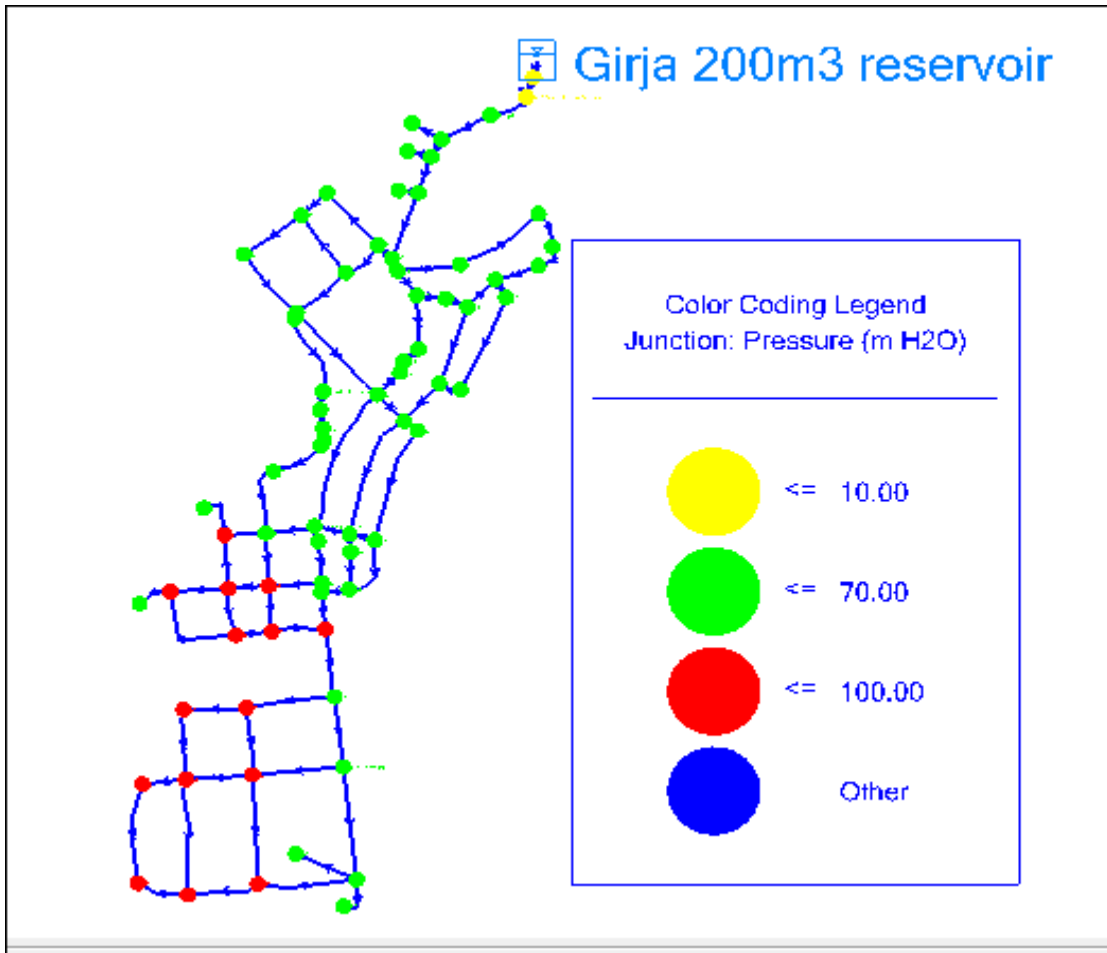 Girja 200m3 reservoir
Color Coding Legend
Junction: Pressure (m H2O)
<= 10.00
<= 70.00
<= 100.00
Other